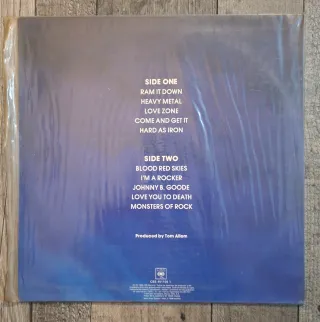 SIDE ONE
RAM IT DOWN
HEAVY METAL
LOVE ZONE
COME AND GET IT
HARD AS IRON
SIDE TWO
BLOOD RED SKIES
I'M A ROCKER
JOHNNY B. GOODE
LOVE YOU TO DEATH
MONSTERS OF ROCK
Produced by Tom Allom